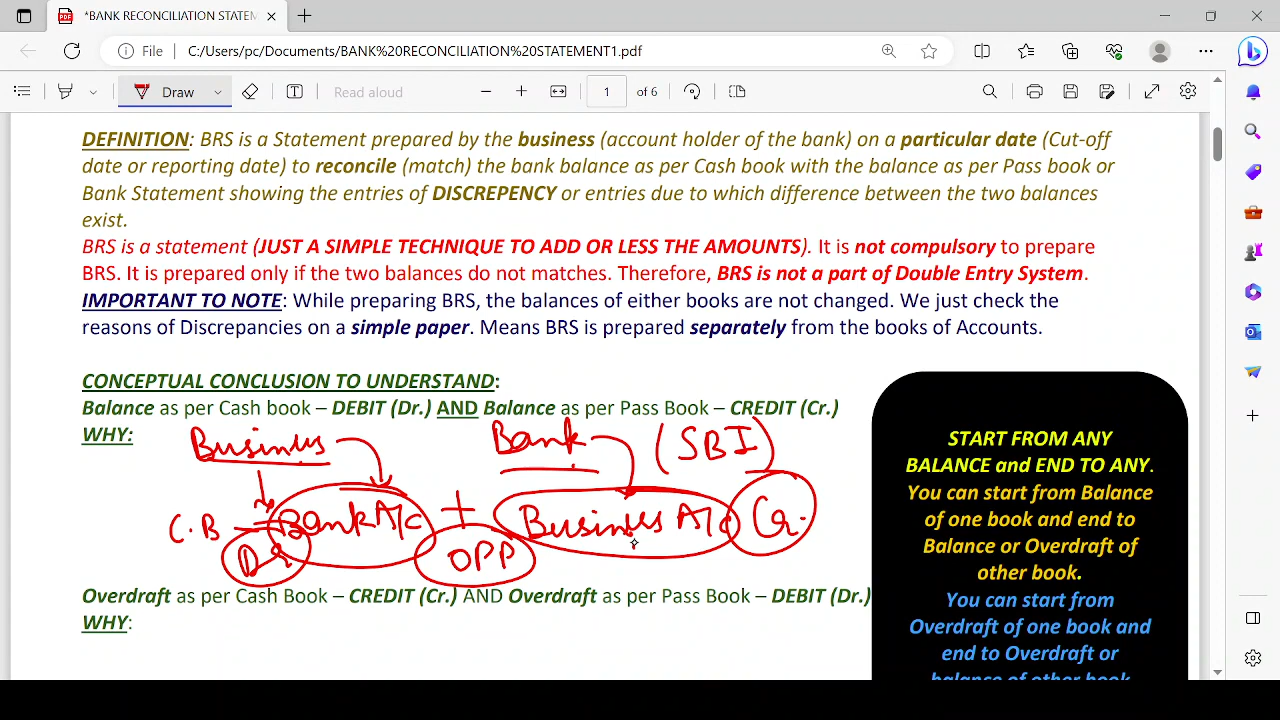 *BANK RECONCILIATION STATEM
File
C:/Users/pc/Documents/BANK%20RECONCILIATION%20STATEMENT1.pdf
Draw
Read aloud
1 of 6
DEFINITION: BRS is a Statement prepared by the business (account holder of the bank) on a particular date (Cut-off
date or reporting date) to reconcile (match) the bank balance as per Cash book with the balance as per Pass book or
Bank Statement showing the entries of DISCREPENCY or entries due to which difference between the two balances
exist.
BRS is a statement (JUST A SIMPLE TECHNIQUE TO ADD OR LESS THE AMOUNTS). It is not compulsory to prepare
BRS. It is prepared only if the two balances do not matches. Therefore, BRS is not a part of Double Entry System.
IMPORTANT TO NOTE: While preparing BRS, the balances of either books are not changed. We just check the
reasons of Discrepancies on a simple paper. Means BRS is prepared separately from the books of Accounts.
CONCEPTUAL CONCLUSION TO UNDERSTAND:
Balance as per Cash book – DEBIT (Dr.) AND Balance as per Pass Book – CREDIT (Cr.)
WHY:
Business Bank (SBI)
C.B Bank A/c + Business A/c Cr.
Dr OPP
Overdraft as per Cash Book – CREDIT (Cr.) AND Overdraft as per Pass Book – DEBIT (Dr.)
WHY:
START FROM ANY
BALANCE and END TO ANY.
You can start from Balance
of one book and end to
Balance or Overdraft of
other book.
You can start from
Overdraft of one book and
end to Overdraft or
balance of other book